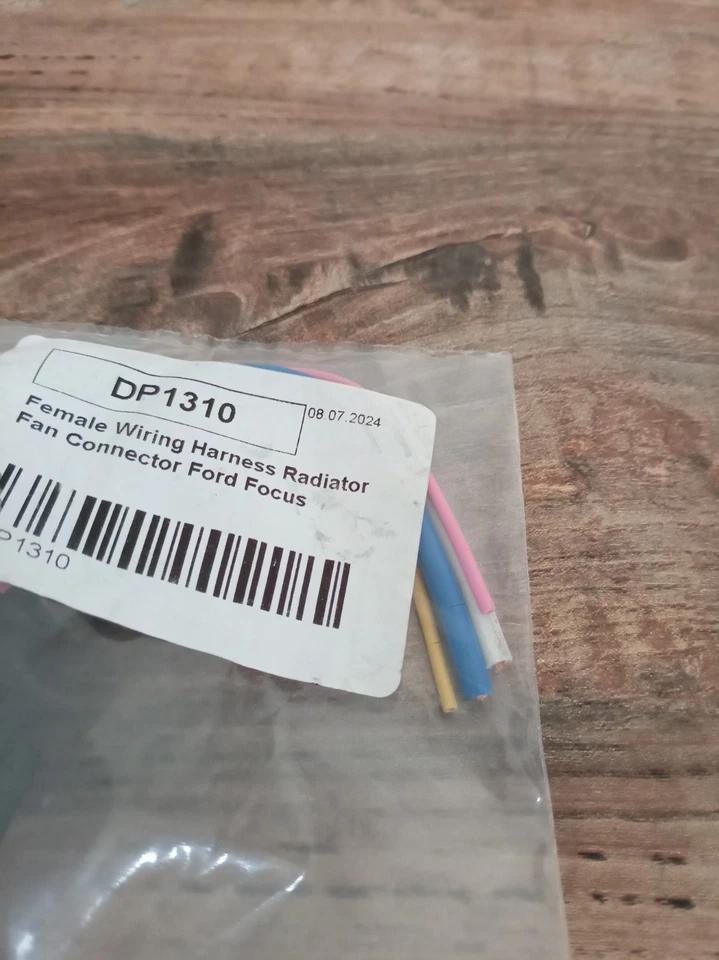 DP1310
08 07.2024
Female Wiring Harness Radiator
Fan Connector Ford Focus
P1310